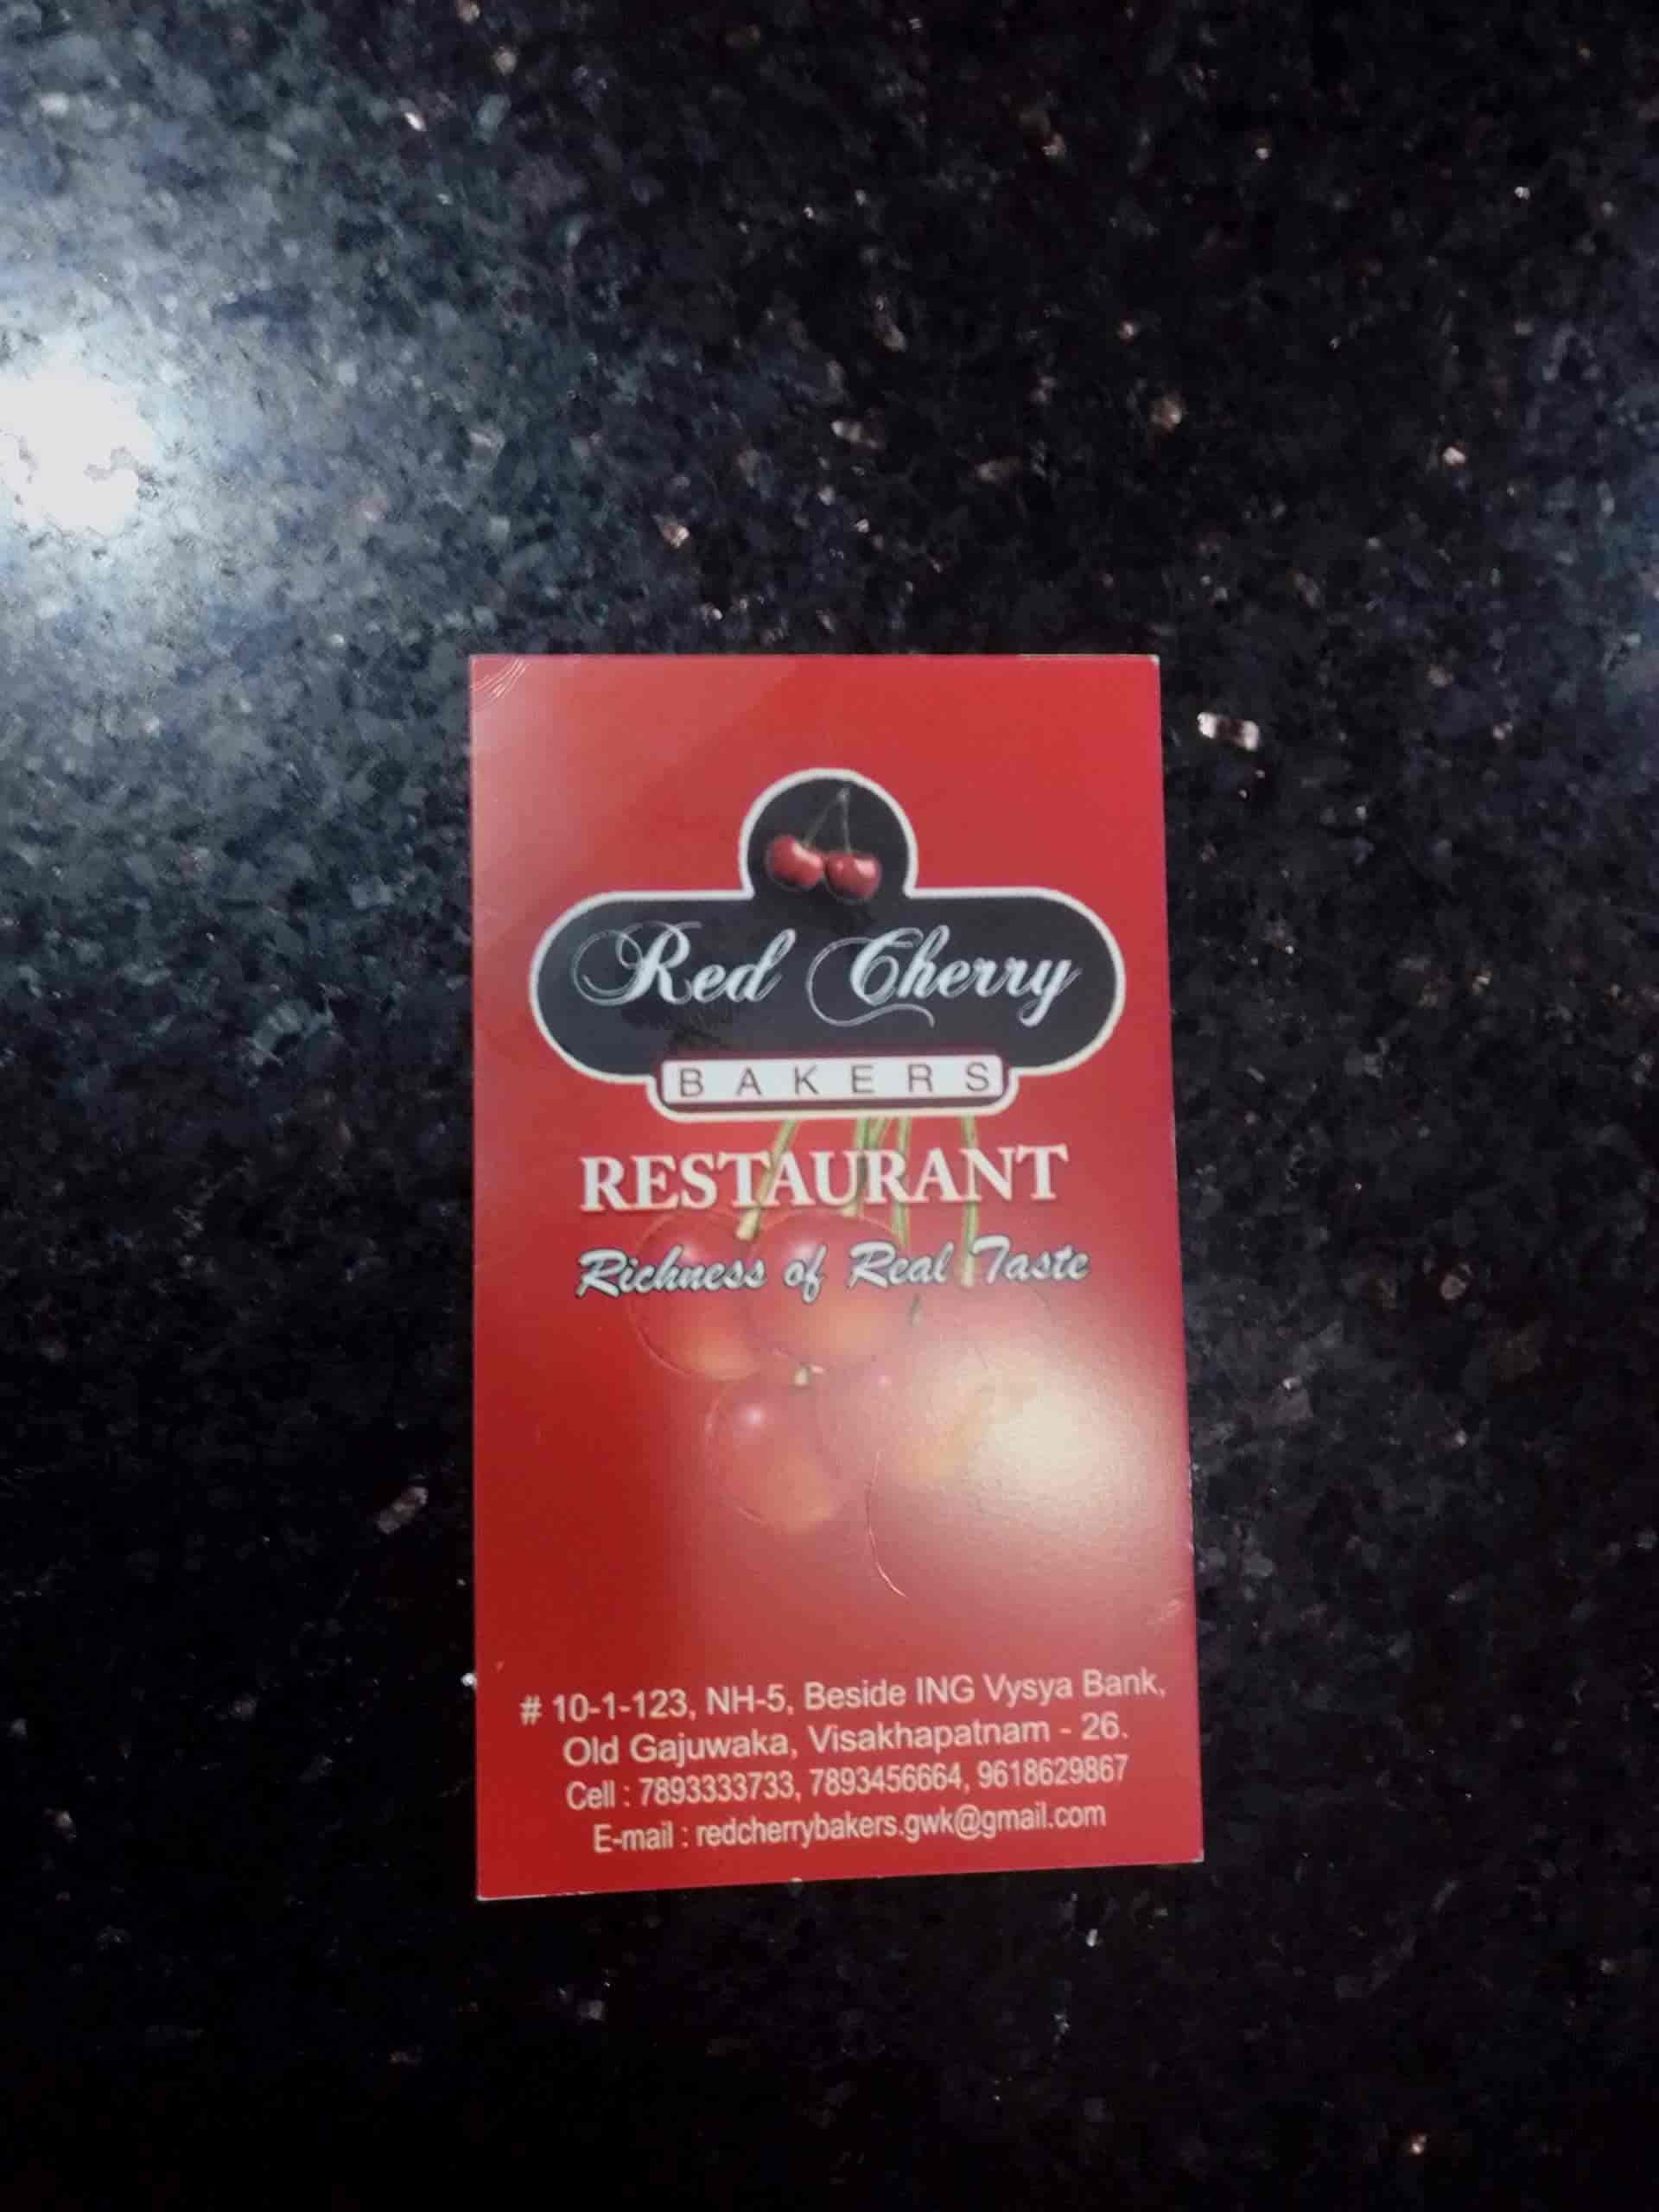 Red Cherry
BAKERS
RESTAURANT
Richness of Real Taste
# 10-1-123, NH-5, Beside ING Vysya Bank,
Old Gajuwaka, Visakhapatnam - 26.
Cell : 7893333733, 7893456664, 9618629867
E-mail : redcherrybakers.gwk@gmail.com